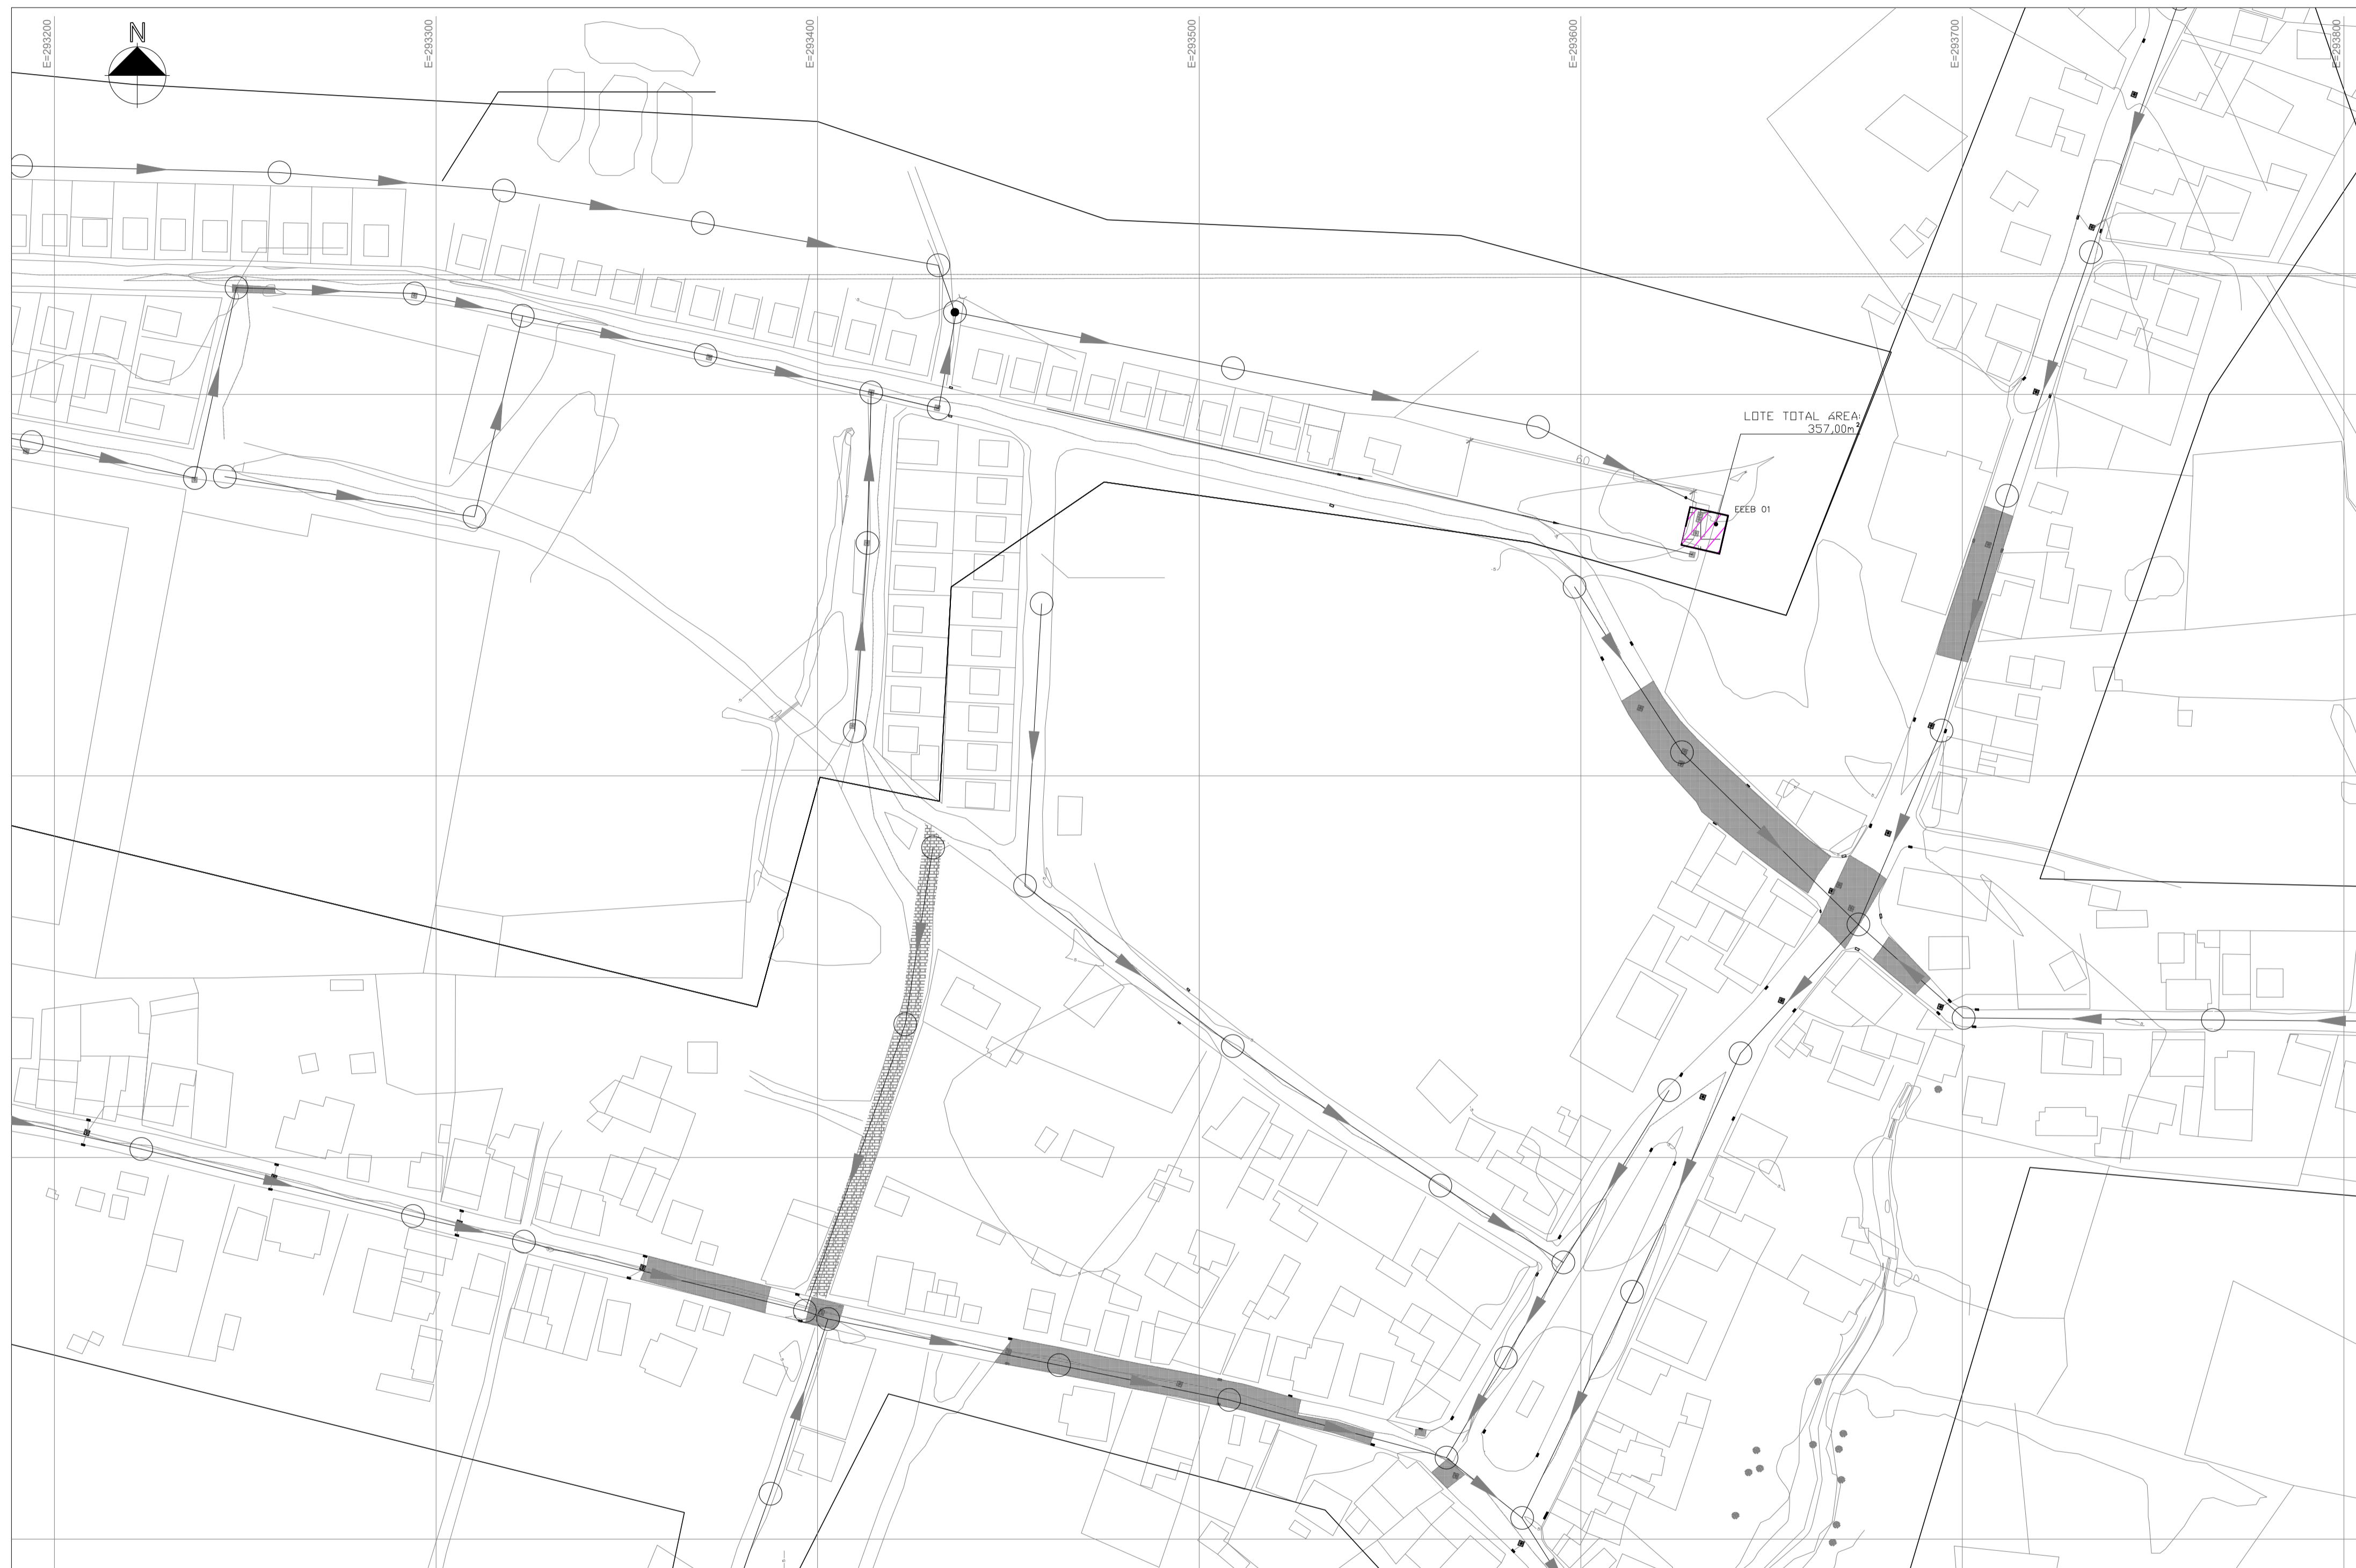 N
E=293200
E=293300
E=293400
E=293500
E=293600
E=293700
E=293800
LOTE TOTAL AREA:
357,00m²
60
EEEB 01